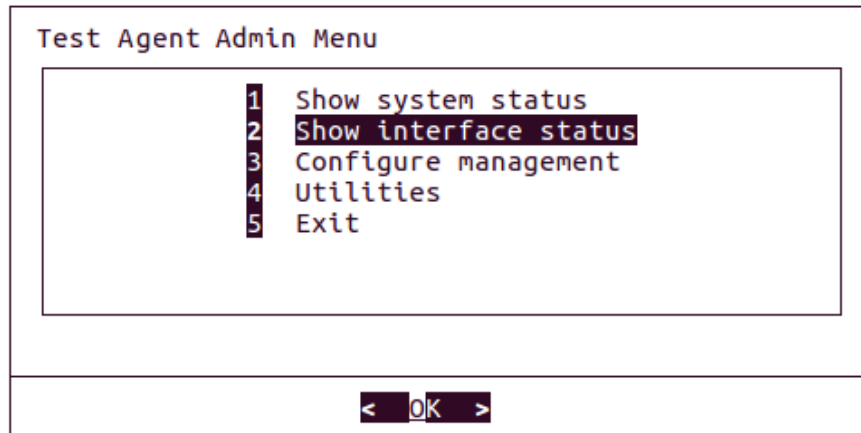 Test Agent Admin Menu
1 Show system status
2 Show interface status
3 Configure management
4 Utilities
5 Exit
< OK >